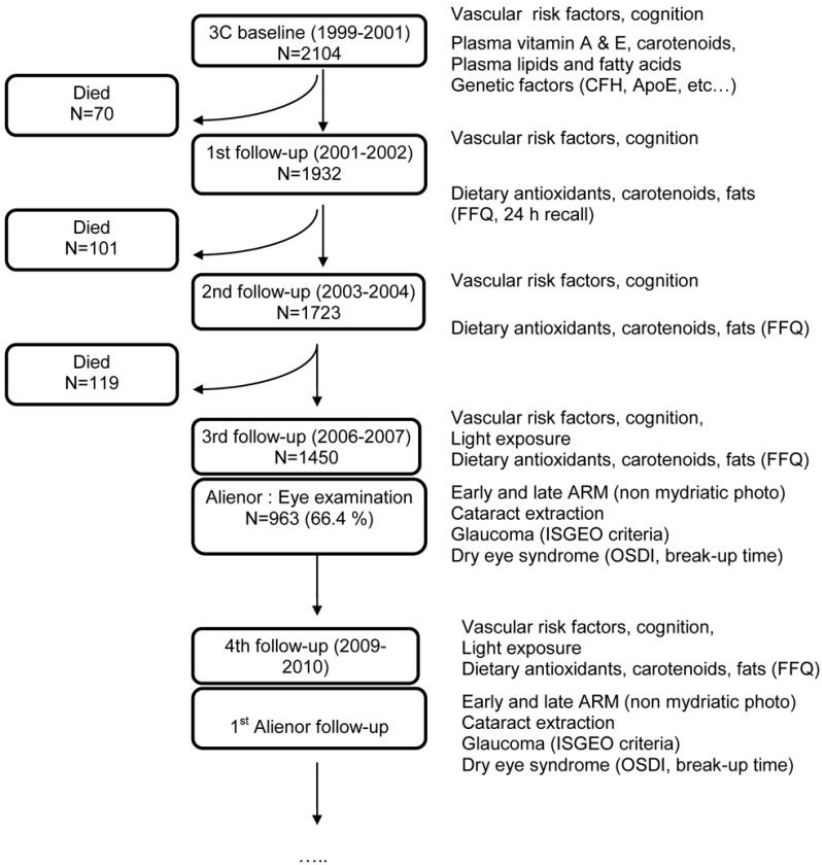 3C baseline (1999-2001)
N=2104
Vascular risk factors, cognition
Plasma vitamin A & E, carotenoids,
Plasma lipids and fatty acids
Genetic factors (CFH, ApoE, etc…)
Died
N=70
1st follow-up (2001-2002)
N=1932
Vascular risk factors, cognition
Dietary antioxidants, carotenoids, fats
(FFQ, 24 h recall)
Died
N=101
2nd follow-up (2003-2004)
N=1723
Vascular risk factors, cognition
Dietary antioxidants, carotenoids, fats (FFQ)
Died
N=119
3rd follow-up (2006-2007)
N=1450
Vascular risk factors, cognition,
Light exposure
Dietary antioxidants, carotenoids, fats (FFQ)
Alienor : Eye examination
N=963 (66.4 %)
Early and late ARM (non mydriatic photo)
Cataract extraction
Glaucoma (ISGEO criteria)
Dry eye syndrome (OSDI, break-up time)
4th follow-up (2009-
2010)
Vascular risk factors, cognition,
Light exposure
Dietary antioxidants, carotenoids, fats (FFQ)
1st Alienor follow-up
Early and late ARM (non mydriatic photo)
Cataract extraction
Glaucoma (ISGEO criteria)
Dry eye syndrome (OSDI, break-up time)
…..